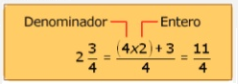 Denominador Entero
2 3/4 = (4x2) + 3 / 4 = 11/4